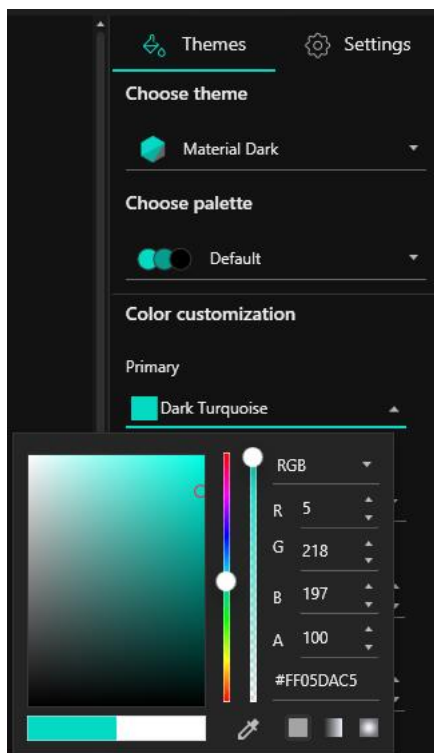 Themes Settings
Choose theme
Material Dark
Choose palette
Default
Color customization
Primary
Dark Turquoise
RGB
R 5
G 218
B 197
A 100
#FF05DAC5